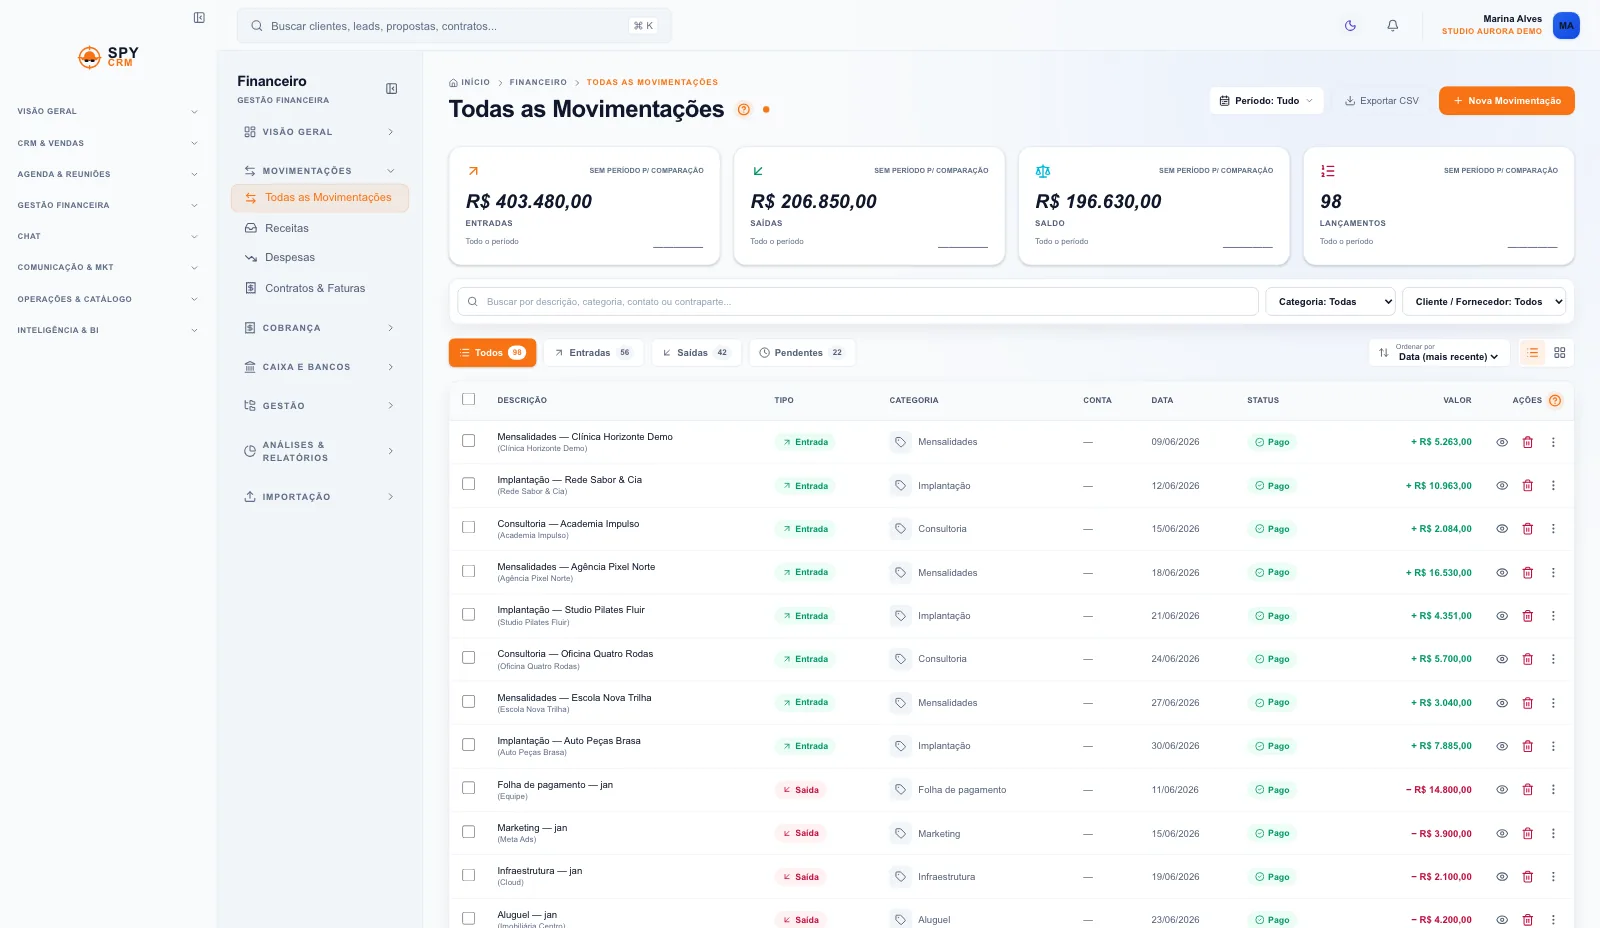 SPY
CRM
VISÃO GERAL
CRM & VENDAS
AGENDA & REUNIÕES
GESTÃO FINANCEIRA
CHAT
COMUNICAÇÃO & MKT
OPERAÇÕES & CATÁLOGO
INTELIGÊNCIA & BI
Buscar clientes, leads, propostas, contratos...
⌘ K
Marina Alves
STUDIO AURORA DEMO
MA
Financeiro
GESTÃO FINANCEIRA
VISÃO GERAL
MOVIMENTAÇÕES
Todas as Movimentações
Receitas
Despesas
Contratos & Faturas
COBRANÇA
CAIXA E BANCOS
GESTÃO
ANÁLISES &
RELATÓRIOS
IMPORTAÇÃO
INÍCIO > FINANCEIRO > TODAS AS MOVIMENTAÇÕES
Todas as Movimentações
Período: Tudo
Exportar CSV
+ Nova Movimentação
SEM PERÍODO P/ COMPARAÇÃO
R$ 403.480,00
ENTRADAS
Todo o período
SEM PERÍODO P/ COMPARAÇÃO
R$ 206.850,00
SAÍDAS
Todo o período
SEM PERÍODO P/ COMPARAÇÃO
R$ 196.630,00
SALDO
Todo o período
SEM PERÍODO P/ COMPARAÇÃO
98
LANÇAMENTOS
Todo o período
Buscar por descrição, categoria, contato ou contraparte...
Categoria: Todas
Cliente / Fornecedor: Todos
Todos 98
Entradas 56
Saídas 42
Pendentes 22
Ordenar por
Data (mais recente)
DESCRIÇÃO TIPO CATEGORIA CONTA DATA STATUS VALOR AÇÕES
Mensalidades — Clínica Horizonte Demo
(Clínica Horizonte Demo)
Entrada Mensalidades — 09/06/2026 Pago + R$ 5.263,00
Implantação — Rede Sabor & Cia
(Rede Sabor & Cia)
Entrada Implantação — 12/06/2026 Pago + R$ 10.963,00
Consultoria — Academia Impulso
(Academia Impulso)
Entrada Consultoria — 15/06/2026 Pago + R$ 2.084,00
Mensalidades — Agência Pixel Norte
(Agência Pixel Norte)
Entrada Mensalidades — 18/06/2026 Pago + R$ 16.530,00
Implantação — Studio Pilates Fluir
(Studio Pilates Fluir)
Entrada Implantação — 21/06/2026 Pago + R$ 4.351,00
Consultoria — Oficina Quatro Rodas
(Oficina Quatro Rodas)
Entrada Consultoria — 24/06/2026 Pago + R$ 5.700,00
Mensalidades — Escola Nova Trilha
(Escola Nova Trilha)
Entrada Mensalidades — 27/06/2026 Pago + R$ 3.040,00
Implantação — Auto Peças Brasa
(Auto Peças Brasa)
Entrada Implantação — 30/06/2026 Pago + R$ 7.885,00
Folha de pagamento — jan
(Equipe)
Saída Folha de pagamento — 11/06/2026 Pago − R$ 14.800,00
Marketing — jan
(Meta Ads)
Saída Marketing — 15/06/2026 Pago − R$ 3.900,00
Infraestrutura — jan
(Cloud)
Saída Infraestrutura — 19/06/2026 Pago − R$ 2.100,00
Aluguel — jan
(Imobiliária Centro)
Saída Aluguel — 23/06/2026 Pago − R$ 4.200,00